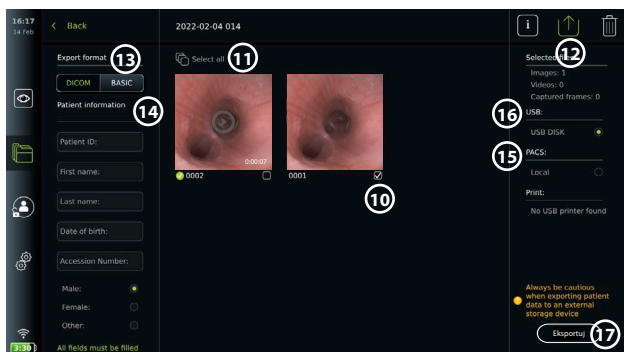 16:17
14 Feb
Back
2022-02-04 014
i
Export format
13
DICOM
BASIC
Patient information
14
Patient ID:
First name:
Last name:
Date of birth:
Accession Number:
Male:
Female:
Other:
All fields must be filled
3:30
Select all
11
0:00:07
0002
0001
10
12
Images: 1
Videos: 0
Captured frames: 0
16
USB:
USB DISK
15
PACS:
Local
Print:
No USB printer found
Always be cautious
when exporting patient
data to an external
storage device
Eksportuj
17